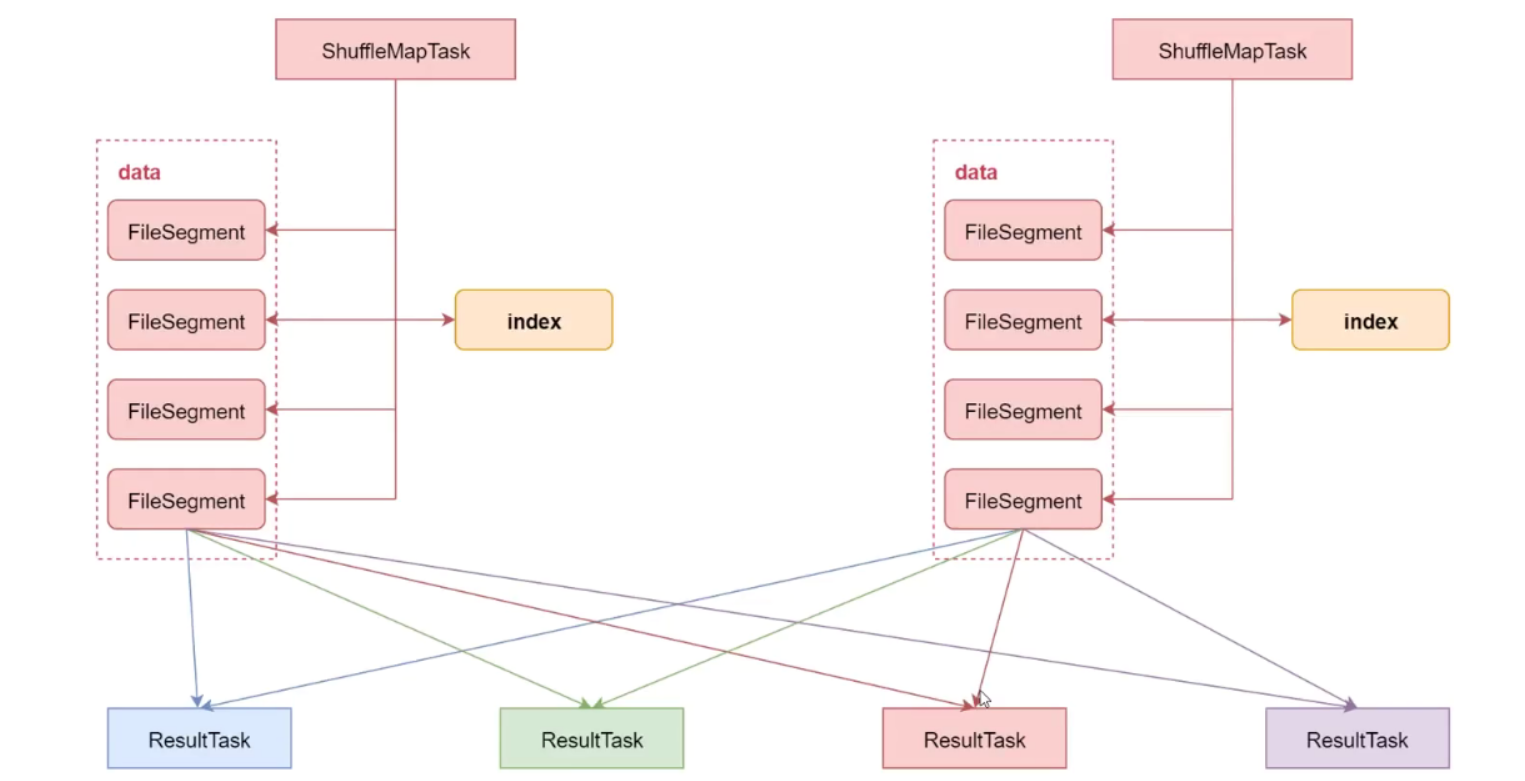 ShuffleMapTask
ShuffleMapTask
data
data
FileSegment
FileSegment
FileSegment
index
FileSegment
index
FileSegment
FileSegment
FileSegment
FileSegment
ResultTask
ResultTask
ResultTask
ResultTask